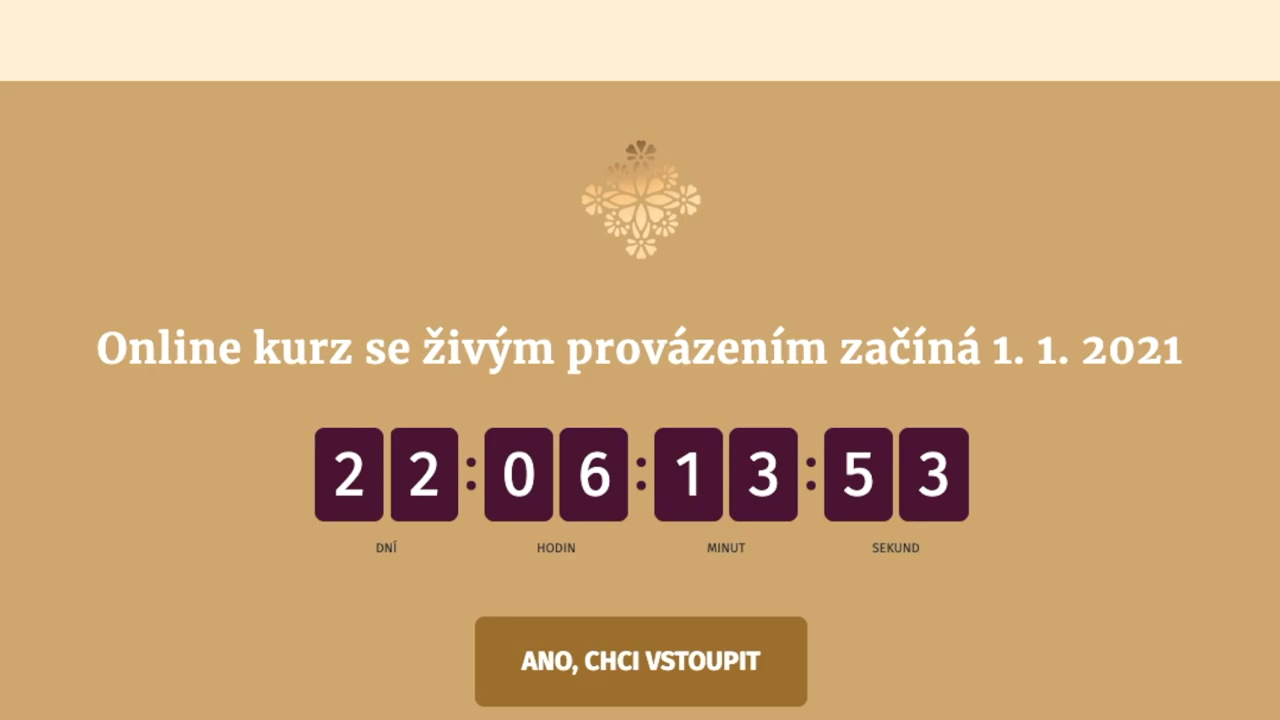 Online kurz se živým provázením začíná 1. 1. 2021
22:06:13:53
DNÍ HODIN MINUT SEKUND
ANO, CHCI VSTOUPIT